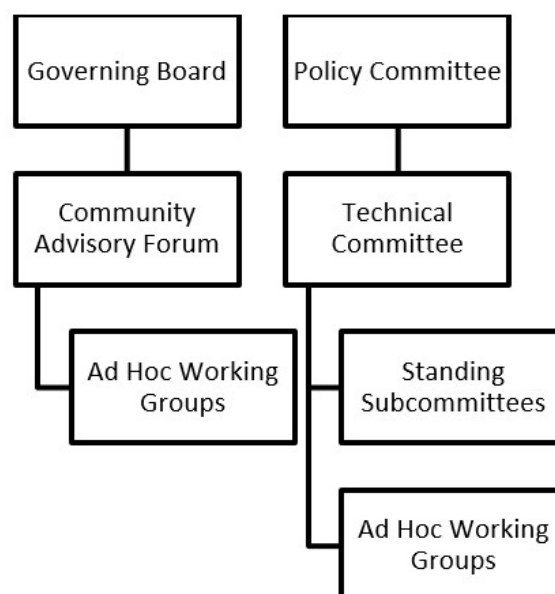 Governing Board
Policy Committee
Community
Advisory Forum
Technical
Committee
Ad Hoc Working
Groups
Standing
Subcommittees
Ad Hoc Working
Groups